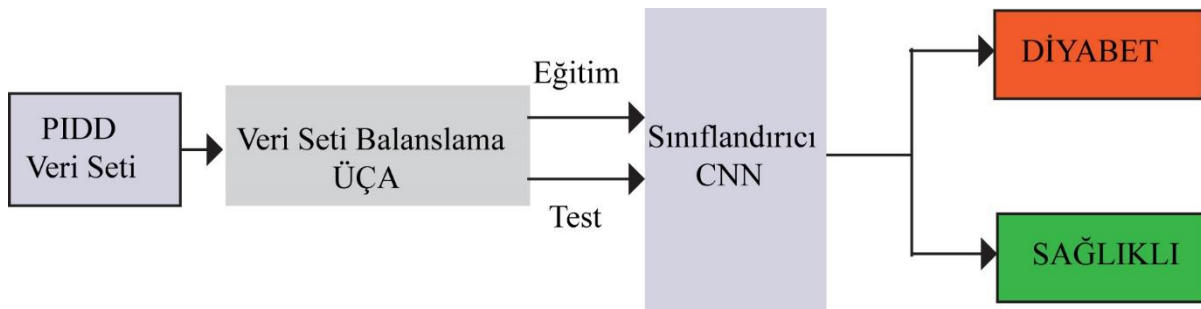 PIDD
Veri Seti
Veri Seti Balanslama
ÜÇA
Eğitim
Test
Sınıflandırıcı
CNN
DİYABET
SAĞLIKLI